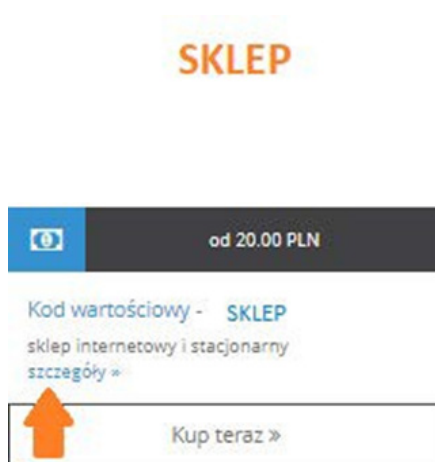 SKLEP
od 20.00 PLN
Kod wartościowy - SKLEP
sklep internetowy i stacjonarny
szczegóły »
Kup teraz »